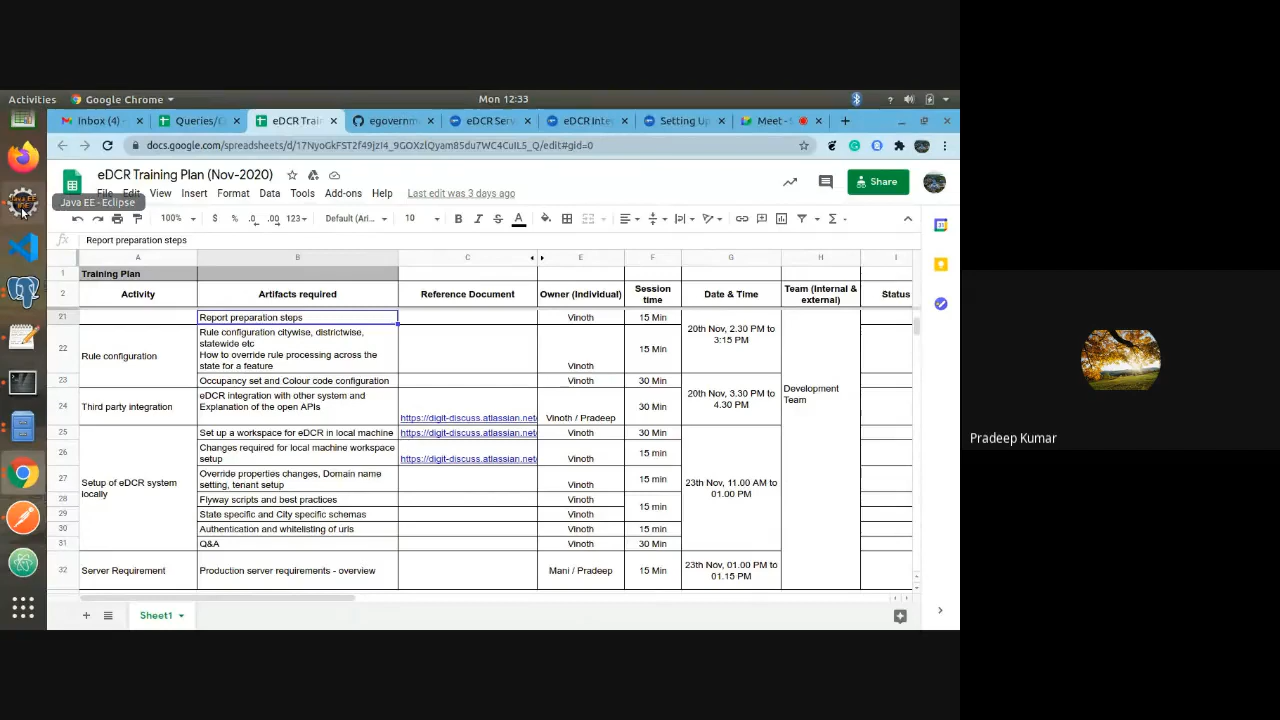 Activities
Google Chrome
Mon 12:33
?
Inbox (4) -
Queries/C
eDCR Train
egovernm
eDCR Serv
eDCR Inte
Setting Up
Meet - S
docs.google.com/spreadsheets/d/17NyoGkFST2f49jzI4_9GOXzlQyam8Sdu7WC4CuIL5_Q/edit#gid=0
eDCR Training Plan (Nov-2020)
Share
Java EE - Eclipse
File Edit View Insert Format Data Tools Add-ons Help Last edit was 3 days ago
100% $ % .0 .00 123 Default (Ari... 10 B I S A
fx Report preparation steps
A B C E F G H I
1 Training Plan
2 Activity Artifacts required Reference Document Owner (Individual) Session time Date & Time Team (Internal & external) Status
21 Report preparation steps Vinoth 15 Min
20th Nov, 2.30 PM to 3:15 PM
22 Rule configuration
Rule configuration citywise, districtwise,
statewide etc
How to override rule processing across the
state for a feature
Vinoth 15 Min
23 Occupancy set and Colour code configuration Vinoth 30 Min
20th Nov, 3.30 PM to 4.30 PM
Development Team
24 Third party integration
eDCR integration with other system and
Explanation of the open APIs
https://digit-discuss.atlassian.net/ Vinoth / Pradeep 30 Min
25 Set up a workspace for eDCR in local machine https://digit-discuss.atlassian.net/ Vinoth 30 Min
26 Changes required for local machine workspace
setup https://digit-discuss.atlassian.net/ Vinoth 15 min
Setup of eDCR system
locally
27 Override properties changes, Domain name
setting, tenant setup Vinoth 15 min
23th Nov, 11.00 AM to
01.00 PM
28 Flyway scripts and best practices Vinoth
15 min
29 State specific and City specific schemas Vinoth
30 Authentication and whitelisting of urls Vinoth 15 min
31 Q&A Vinoth 30 Min
32 Server Requirement Production server requirements - overview Mani / Pradeep 15 Min 23th Nov, 01.00 PM to
01.15 PM
Sheet1
Pradeep Kumar